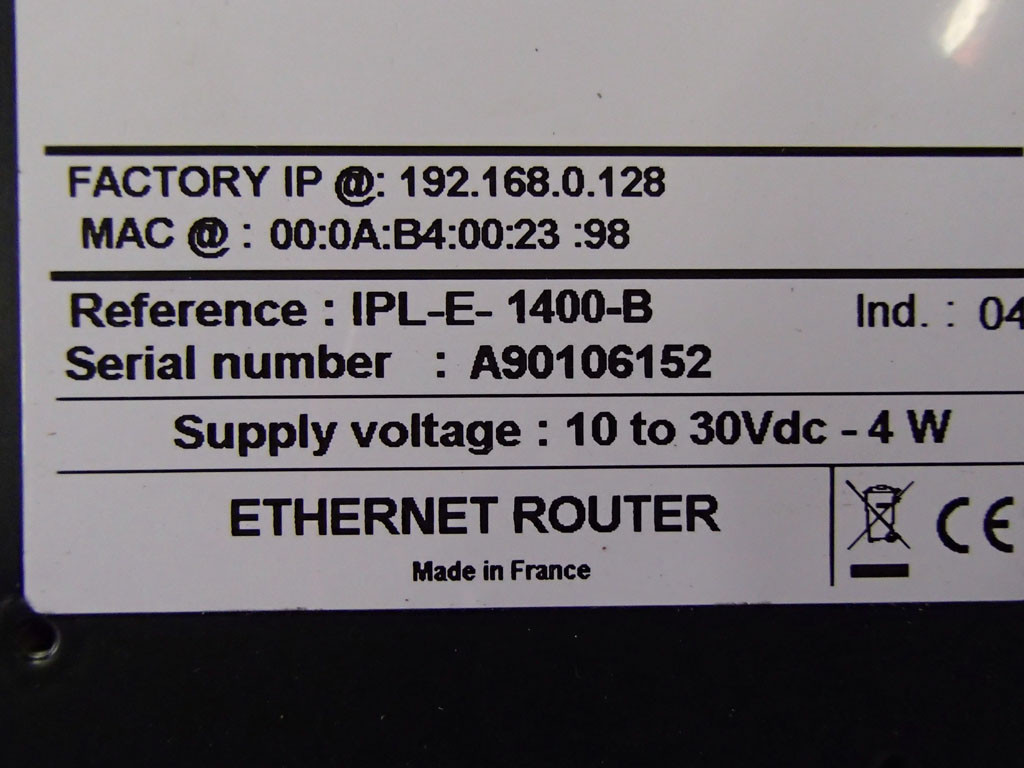 FACTORY IP @: 192.168.0.128
MAC @ : 00:0A:B4:00:23 :98
Reference : IPL-E- 1400-B Ind. : 04
Serial number : A90106152
Supply voltage : 10 to 30Vdc - 4 W
ETHERNET ROUTER
CE
Made in France